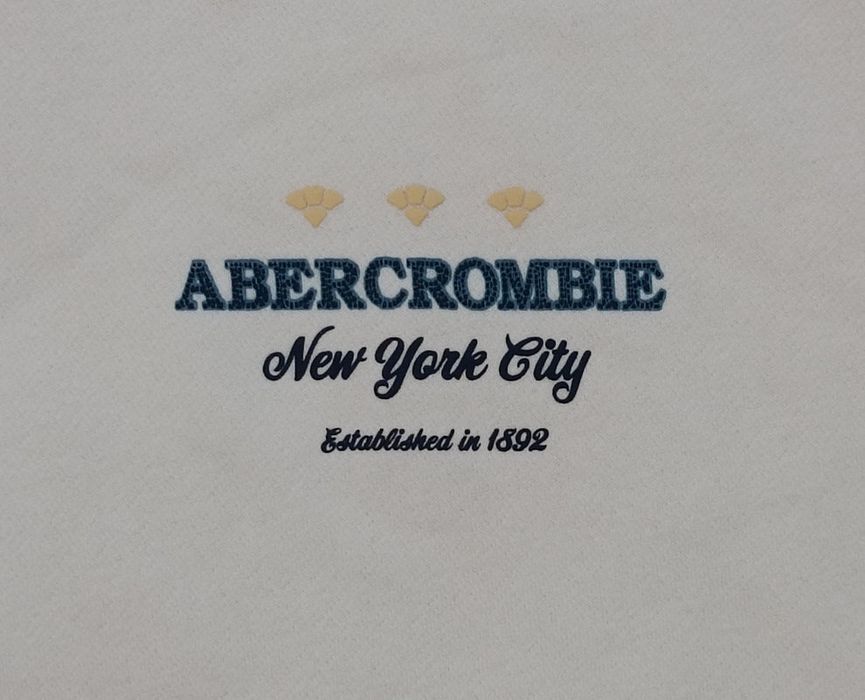 ABERCROMBIE
New York City
Established in 1892